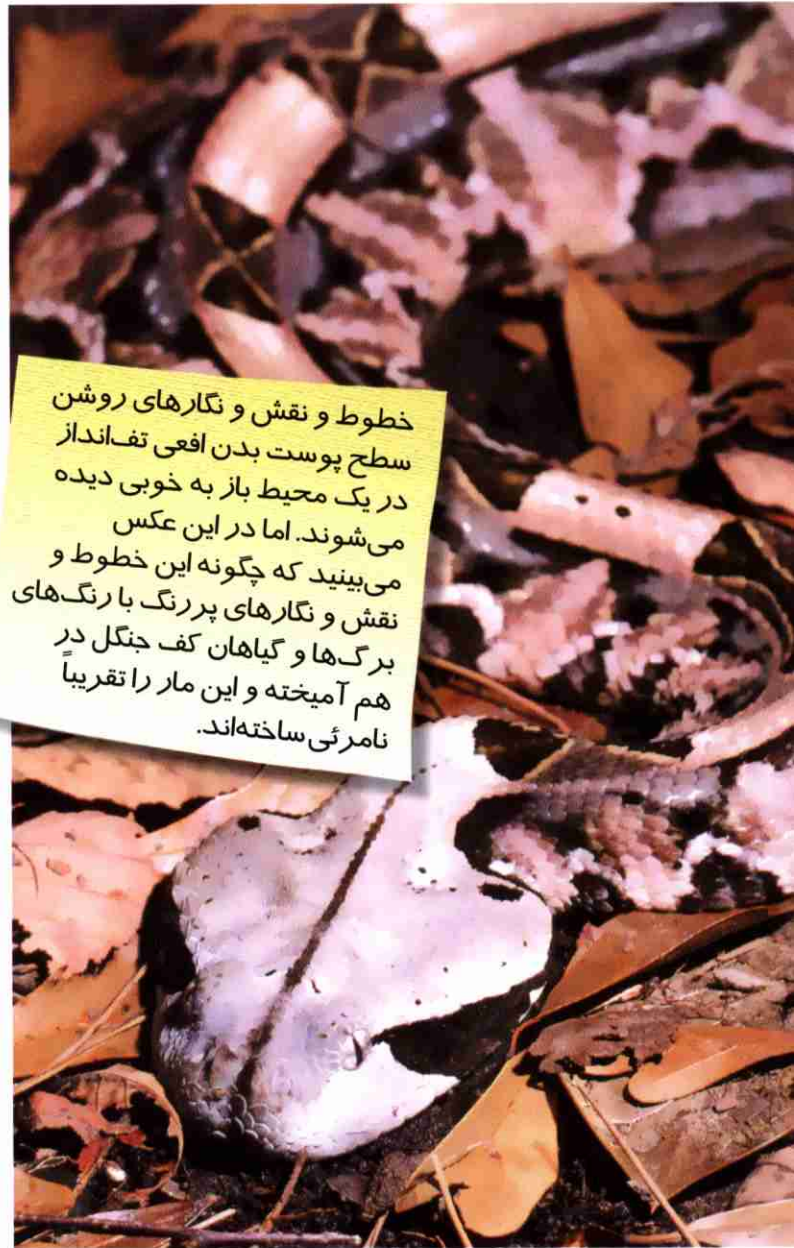 خطوط و نقش و نگارهای روشن
سطح پوست بدن افعی تف‌انداز
در یک محیط باز به خوبی دیده
می‌شوند. اما در این عکس
می‌بینید که چگونه این خطوط و
نقش و نگارهای پررنگ با رنگ‌های
برگ‌ها و گیاهان کف جنگل در
هم آمیخته و این مار را تقریباً
نامرئی ساخته‌اند.